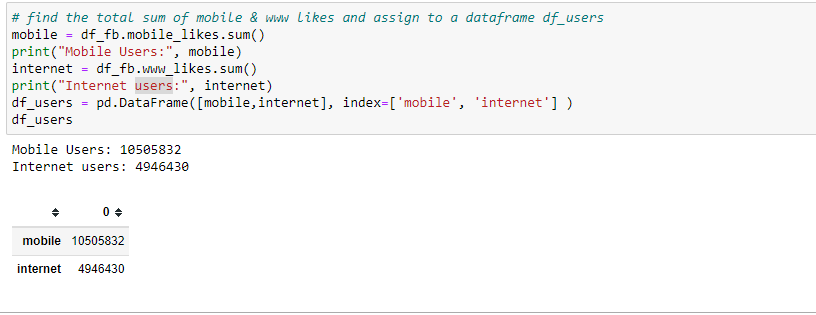 # find the total sum of mobile & www likes and assign to a dataframe df_users
mobile = df_fb.mobile_likes.sum()
print("Mobile Users:", mobile)
internet = df_fb.www_likes.sum()
print("Internet users:", internet)
df_users = pd.DataFrame([mobile,internet], index=['mobile', 'internet'] )
df_users
Mobile Users: 10505832
Internet users: 4946430
0
mobile 10505832
internet 4946430